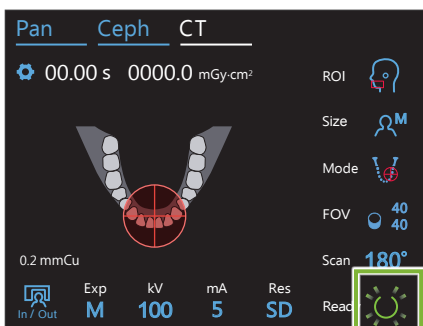 Pan Ceph CT
00.00 s 0000.0 mGy·cm²
ROI
Size M
Mode
FOV 40
40
0.2 mmCu
Scan 180°
Exp kV mA Res
In / Out M 100 5 SD
Ready